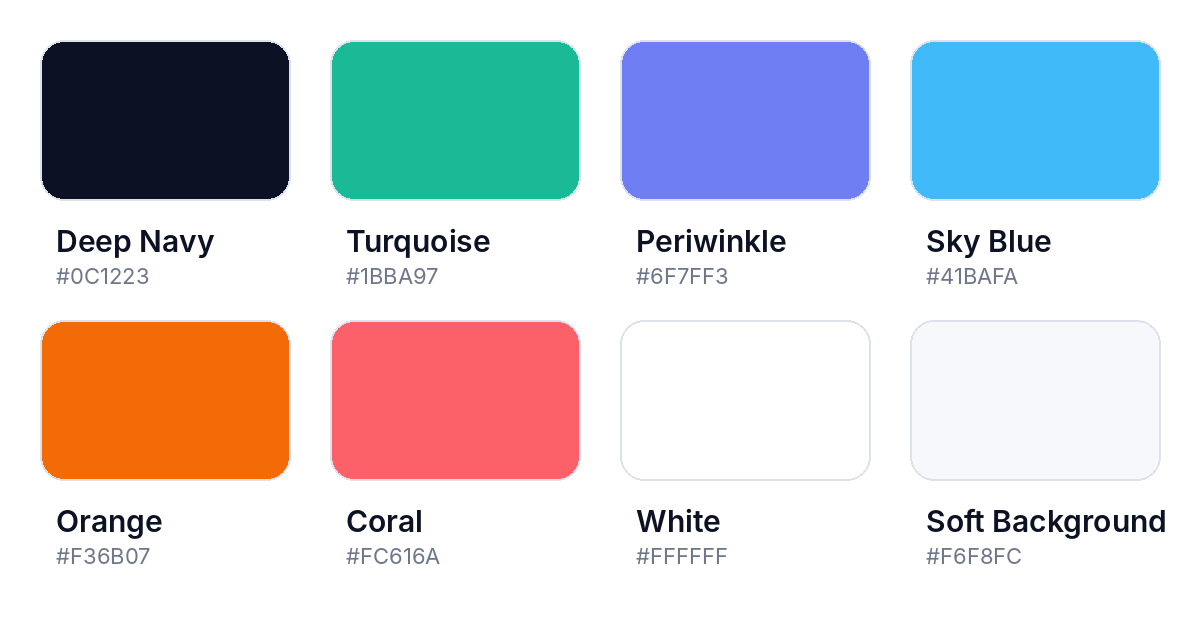 Deep Navy
#0C1223
Turquoise
#1BBA97
Periwinkle
#6F7FF3
Sky Blue
#41BAFA
Orange
#F36B07
Coral
#FC616A
White
#FFFFFF
Soft Background
#F6F8FC